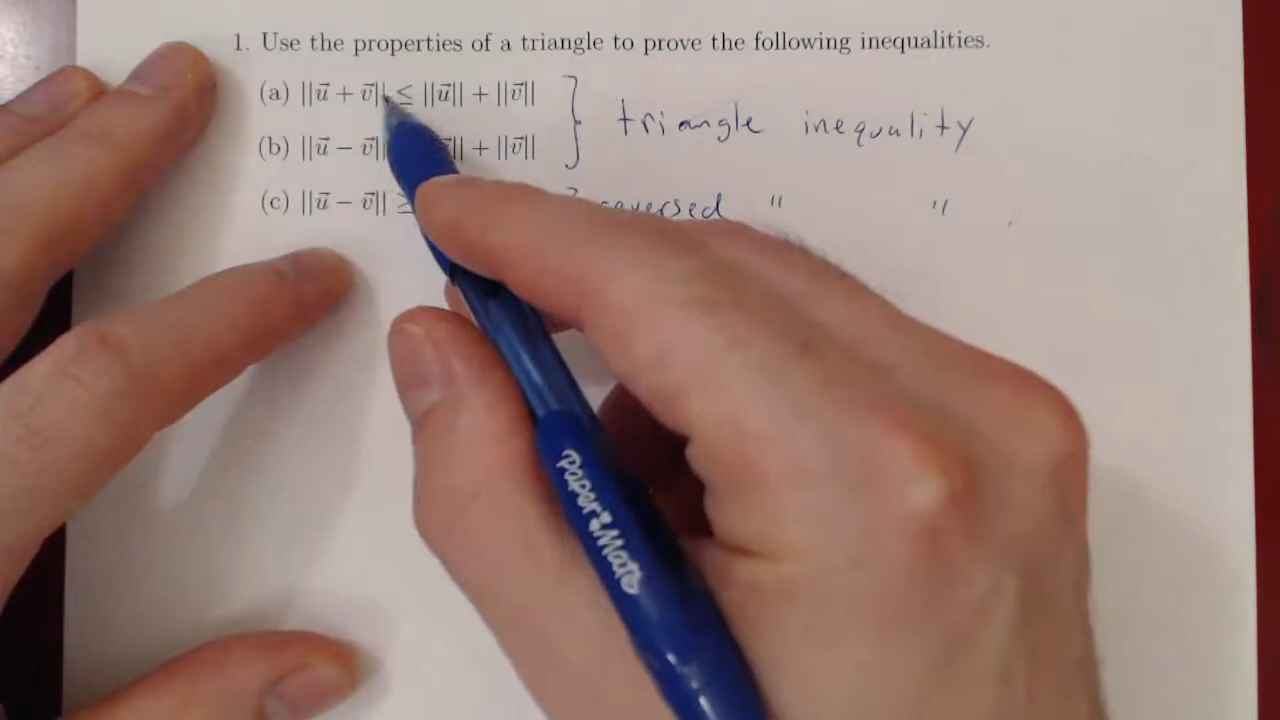 1. Use the properties of a triangle to prove the following inequalities.
(a) ||u⃗ + v⃗|| ≤ ||u⃗|| + ||v⃗|| } triangle inequality
(b) ||u⃗ − v⃗|| || + ||v⃗||
(c) ||u⃗ − v⃗|| ≥ reversed " "
Paper Mate